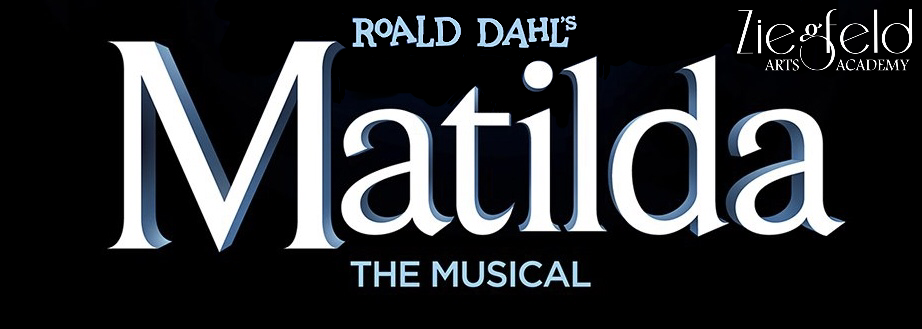 ROALD DAHL'S
Matilda
THE MUSICAL
Ziegfeld
ARTS ACADEMY